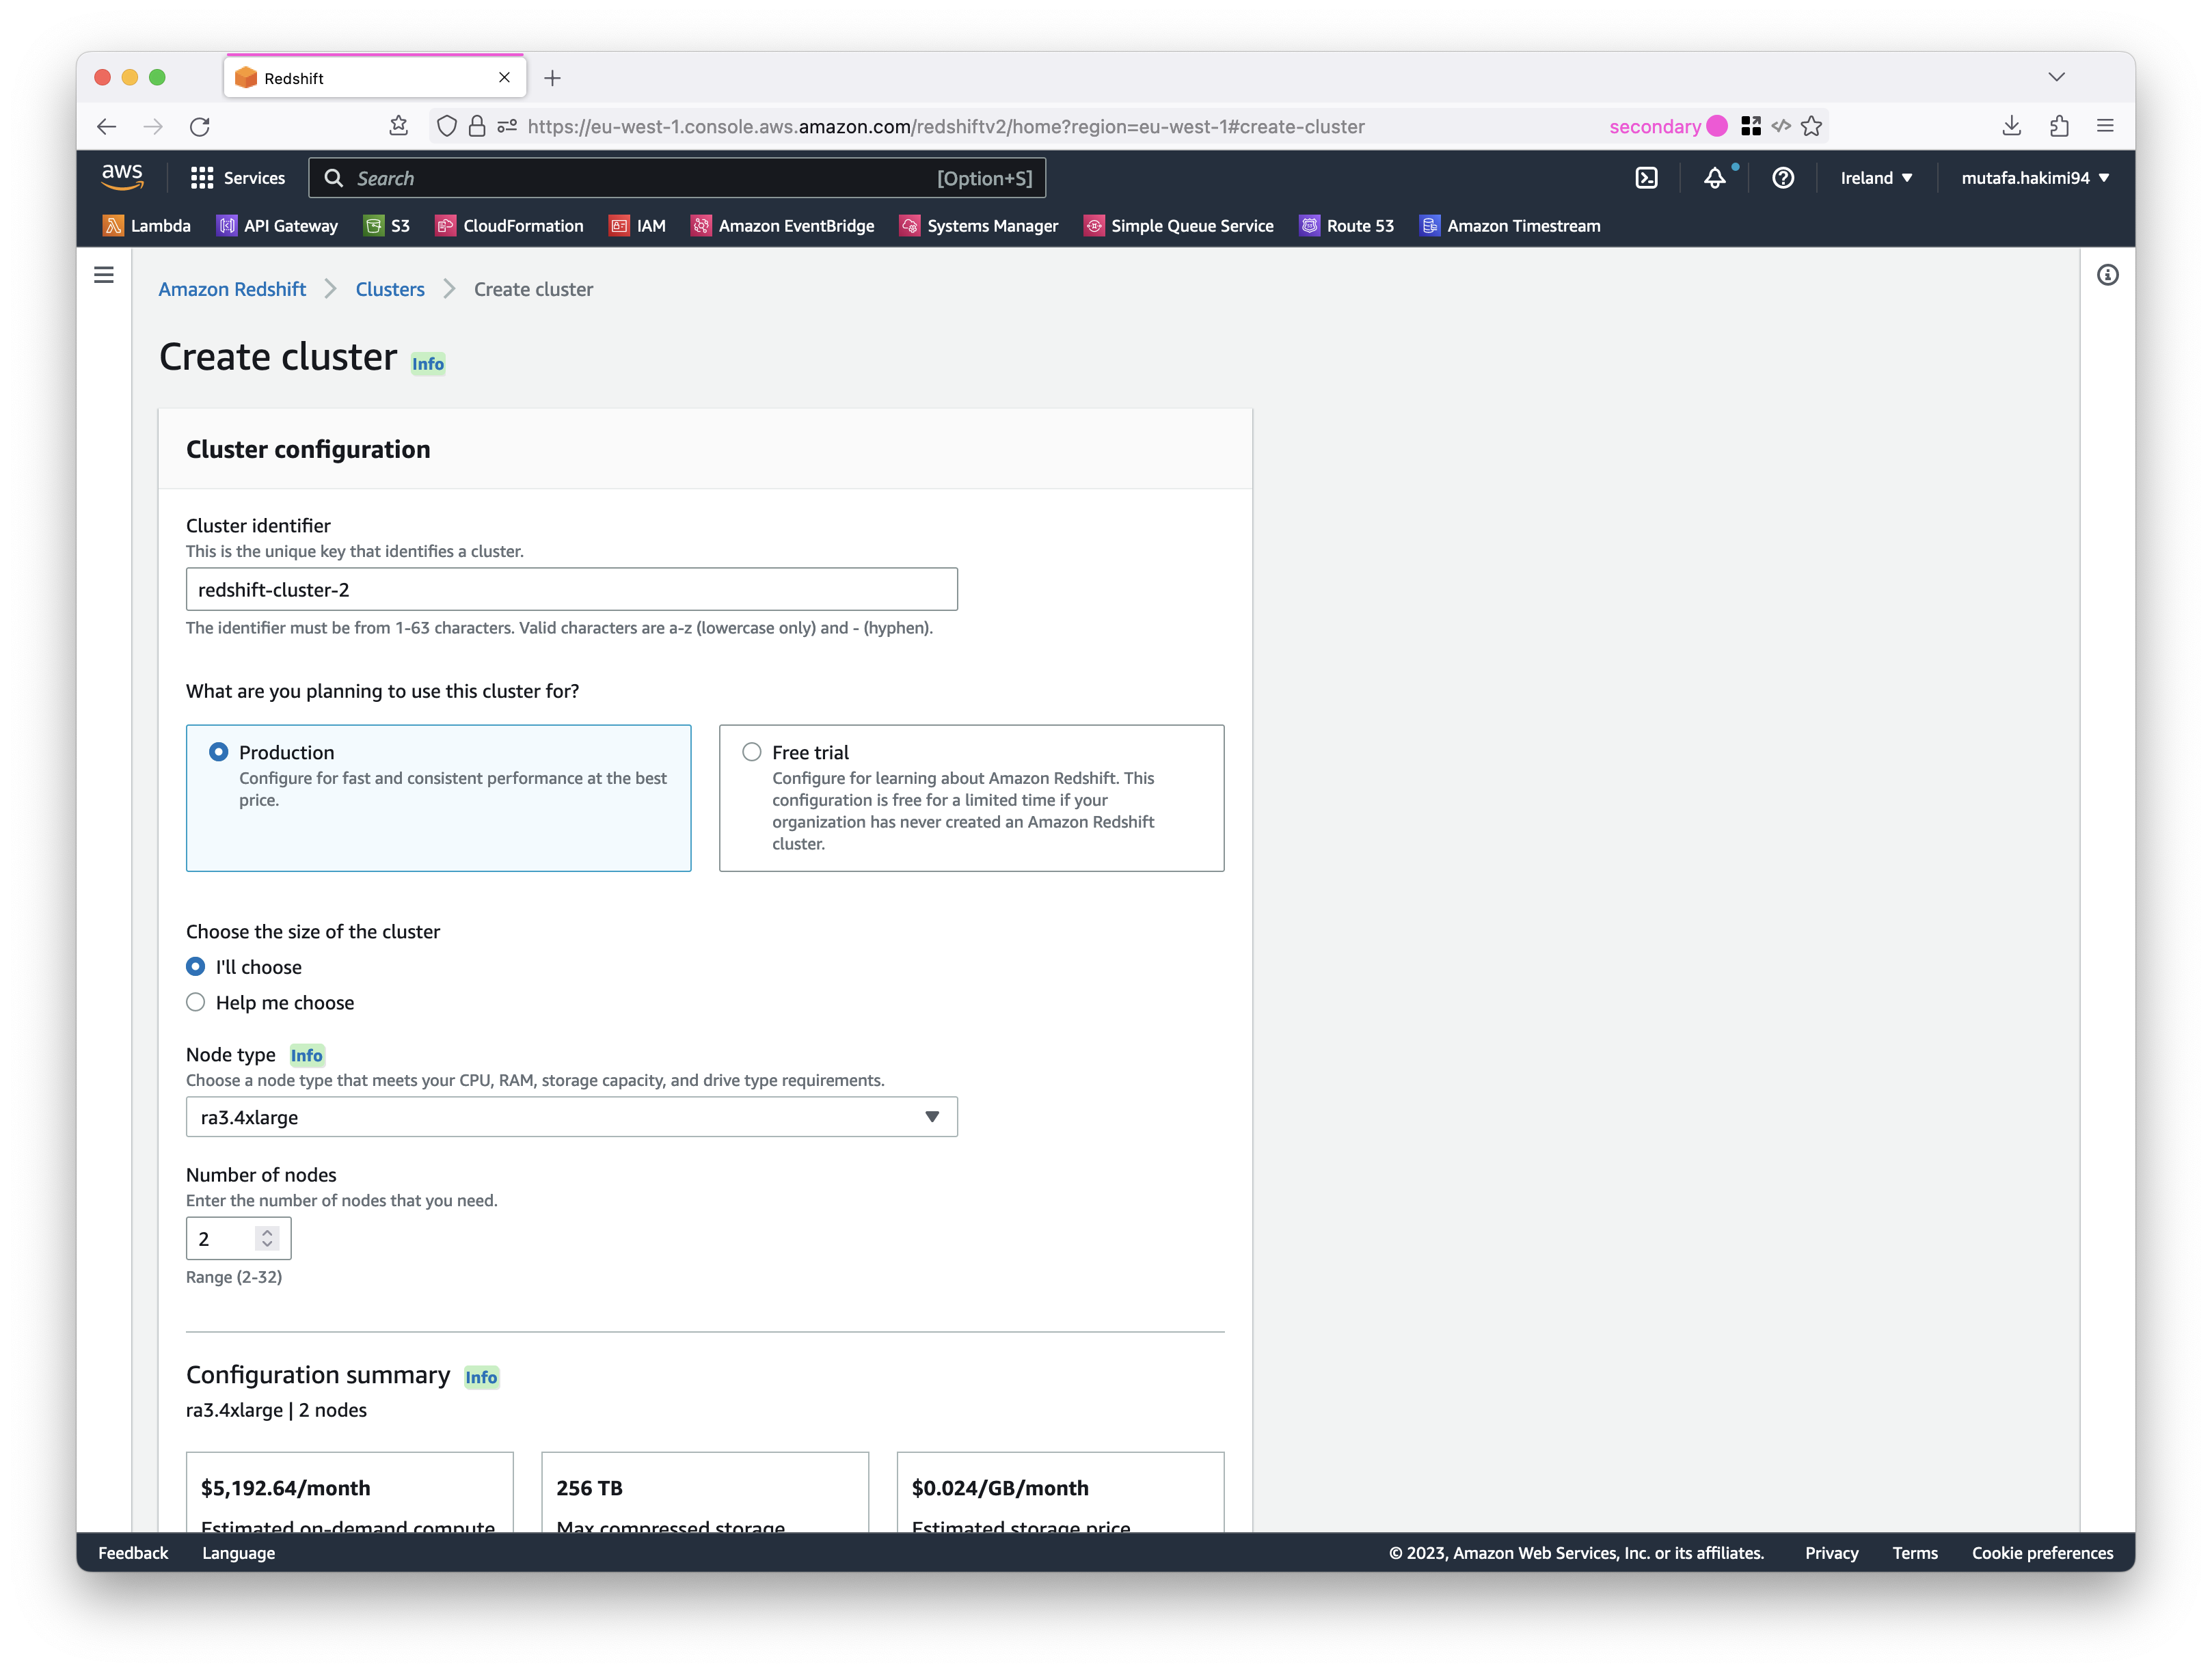 Redshift
https://eu-west-1.console.aws.amazon.com/redshiftv2/home?region=eu-west-1#create-cluster
secondary
aws
Services
Search
[Option+S]
Ireland
mutafa.hakimi94
Lambda
API Gateway
S3
CloudFormation
IAM
Amazon EventBridge
Systems Manager
Simple Queue Service
Route 53
Amazon Timestream
Amazon Redshift
Clusters
Create cluster
Create cluster Info
Cluster configuration
Cluster identifier
This is the unique key that identifies a cluster.
redshift-cluster-2
The identifier must be from 1-63 characters. Valid characters are a-z (lowercase only) and - (hyphen).
What are you planning to use this cluster for?
Production
Configure for fast and consistent performance at the best
price.
Free trial
Configure for learning about Amazon Redshift. This
configuration is free for a limited time if your
organization has never created an Amazon Redshift
cluster.
Choose the size of the cluster
I'll choose
Help me choose
Node type Info
Choose a node type that meets your CPU, RAM, storage capacity, and drive type requirements.
ra3.4xlarge
Number of nodes
Enter the number of nodes that you need.
2
Range (2-32)
Configuration summary Info
ra3.4xlarge | 2 nodes
$5,192.64/month
Estimated on-demand compute
256 TB
Max compressed storage
$0.024/GB/month
Estimated storage price
Feedback
Language
© 2023, Amazon Web Services, Inc. or its affiliates.
Privacy
Terms
Cookie preferences